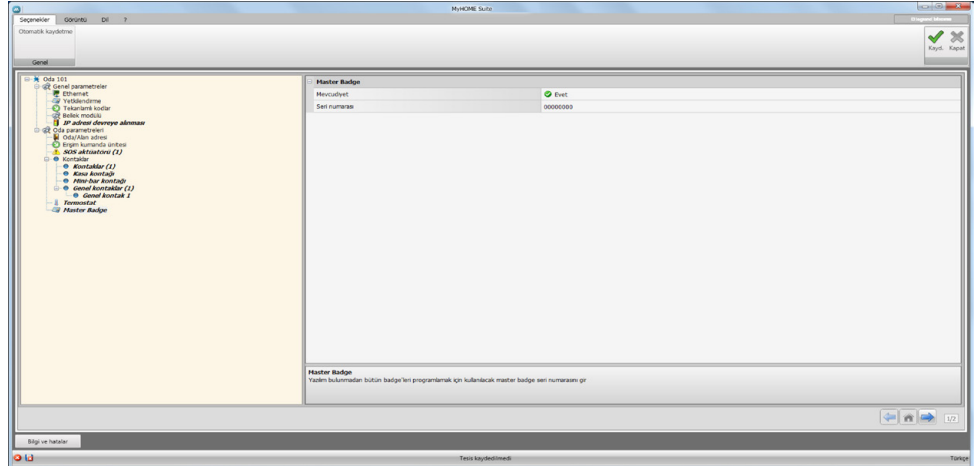 MyHOME Suite
Seçenekler Görüntü Dil ?
Otomatik kaydetme
Kayd. Kapat
Genel
Oda 101
Genel parametreler
Ethernet
Yetkilendirme
Tekanlamlı kodlar
Bellek modülü
IP adresi devreye alınması
Oda parametreleri
Oda/Alan adresi
Erişim kumanda ünitesi
SOS aktüatörü (1)
Kontaklar
Kontaklar (1)
Kasa kontağı
Mini-bar kontağı
Genel kontaklar (1)
Genel kontak 1
Termostat
Master Badge
Master Badge
Mevcudiyet Evet
Seri numarası 00000000
Master Badge
Yazılım bulunmadan bütün badge'leri programlamak için kullanılacak master badge seri numarasını gir
1/2
Bilgi ve hatalar
Tesis kaydedilmedi Türkçe